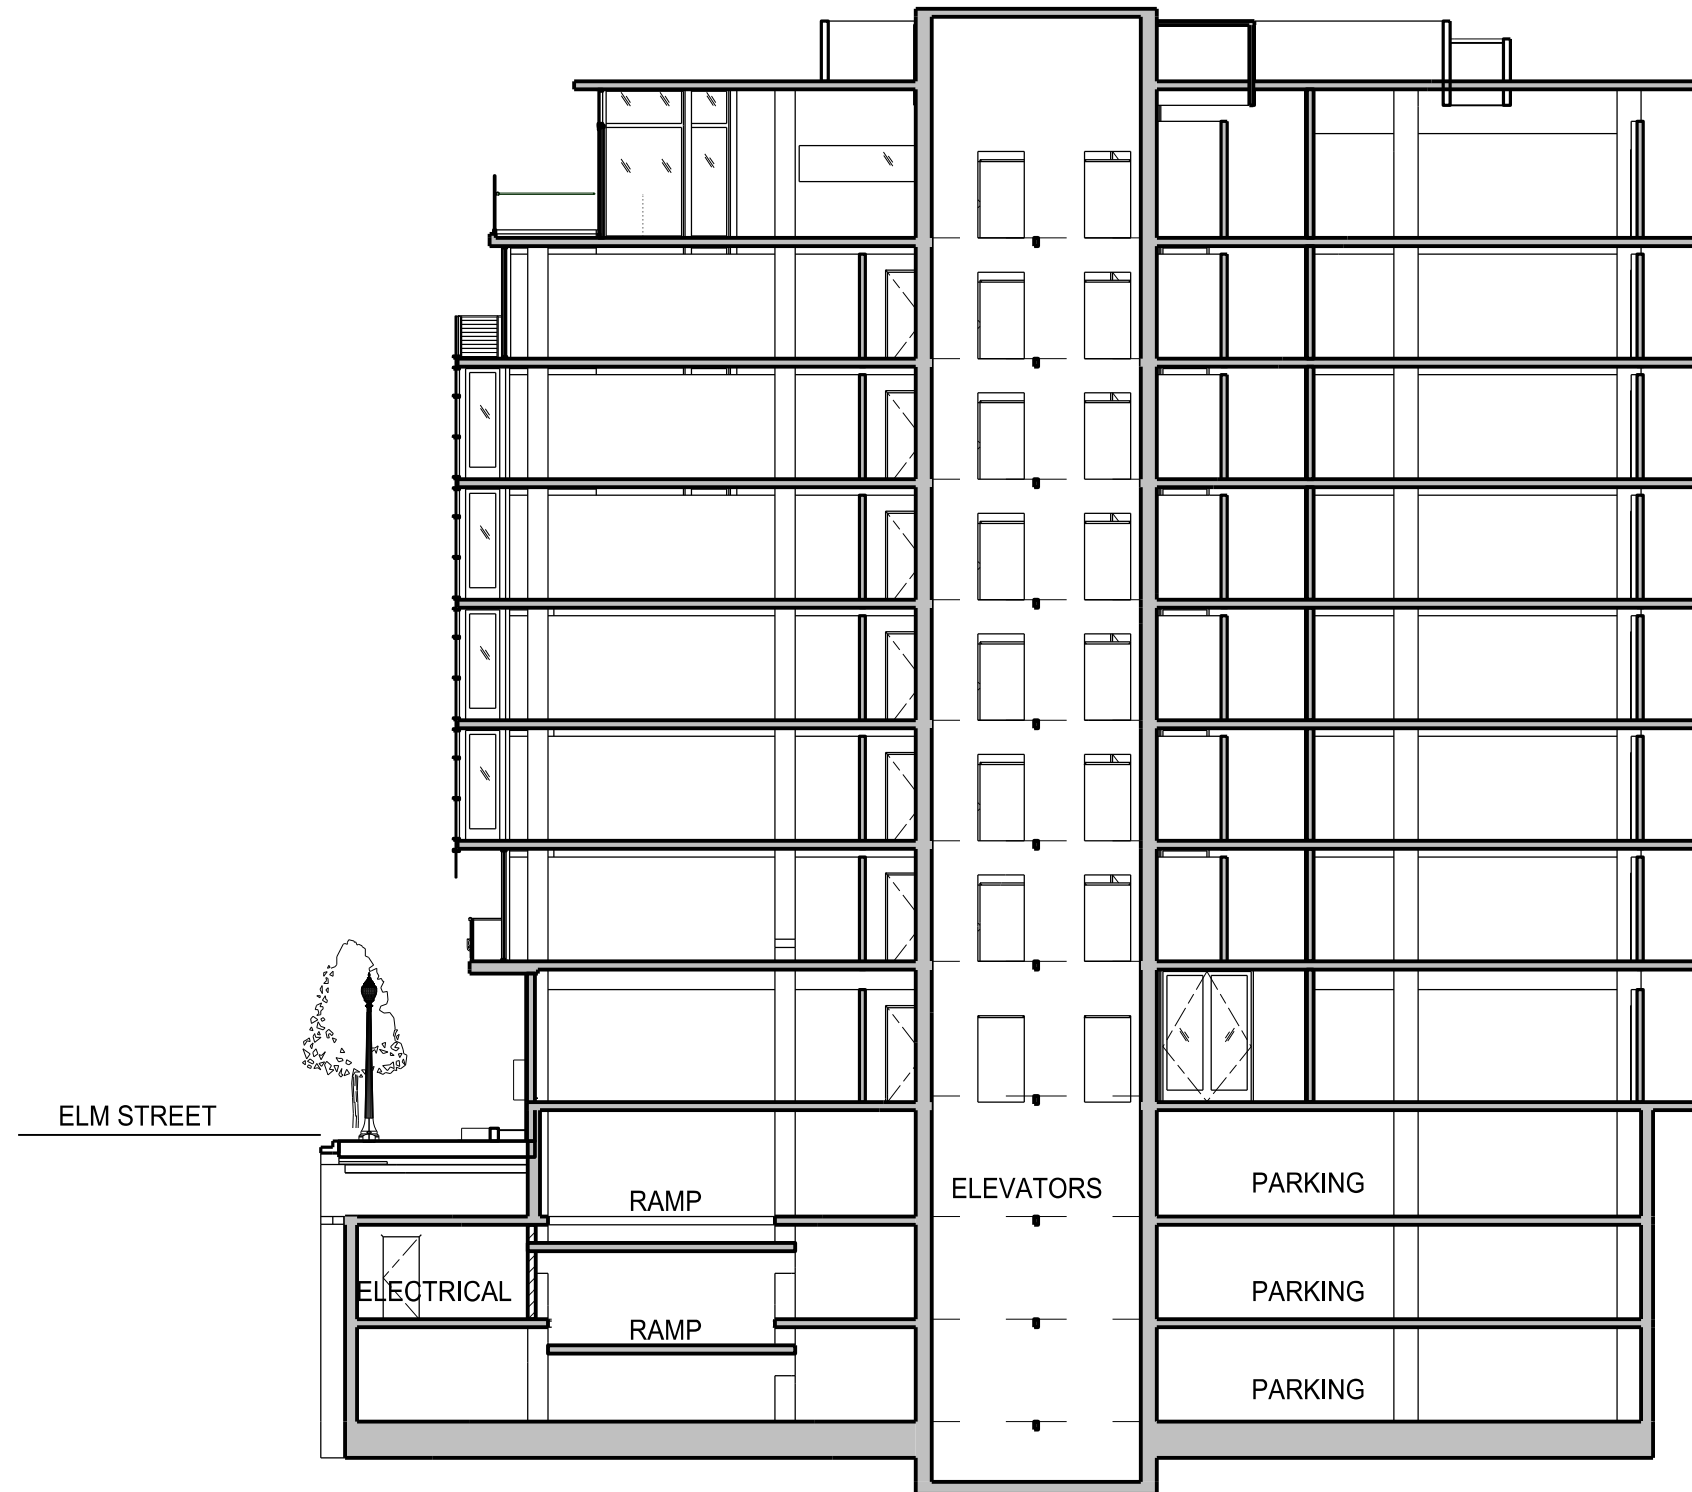 ELM STREET
ELEVATORS
PARKING
RAMP
ELECTRICAL
PARKING
RAMP
PARKING